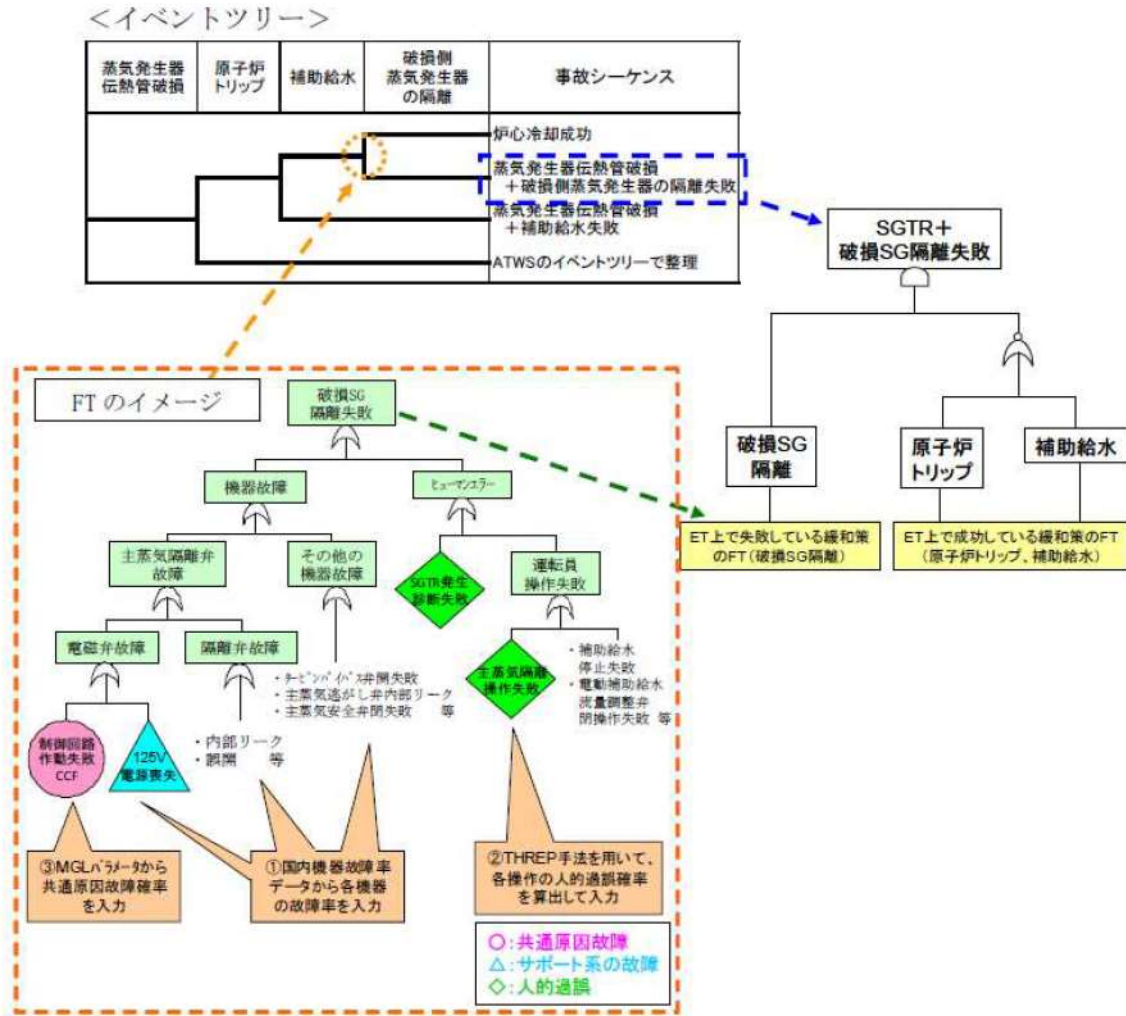 <イベントツリー>
蒸気発生器
伝熱管破損
原子炉
トリップ
補助給水
破損側
蒸気発生器
の隔離
事故シーケンス
炉心冷却成功
蒸気発生器伝熱管破損
+破損側蒸気発生器の隔離失敗
蒸気発生器伝熱管破損
+補助給水失敗
ATWSのイベントツリーで整理
SGTR+
破損SG隔離失敗
破損SG
隔離
原子炉
トリップ
補助給水
ET上で失敗している緩和策
のFT(破損SG隔離)
ET上で成功している緩和策のFT
(原子炉トリップ、補助給水)
FTのイメージ
破損SG
隔離失敗
機器故障
ヒューマンエラー
主蒸気隔離弁
故障
その他の
機器故障
SGTR発生
診断失敗
運転員
操作失敗
電磁弁故障
隔離弁故障
・タービンバイパス弁開失敗
・主蒸気逃がし弁内部リーク
・主蒸気安全弁閉失敗 等
主蒸気隔離
操作失敗
・補助給水
停止失敗
・電動補助給水
流量調整弁
閉操作失敗 等
制御回路
作動失敗
CCF
125V
電源喪失
・内部リーク
・誤開 等
③MGLパラメータから
共通原因故障確率
を入力
①国内機器故障率
データから各機器
の故障率を入力
②THREP手法を用いて、
各操作の人的過誤確率
を算出して入力
○:共通原因故障
△:サポート系の故障
◇:人的過誤